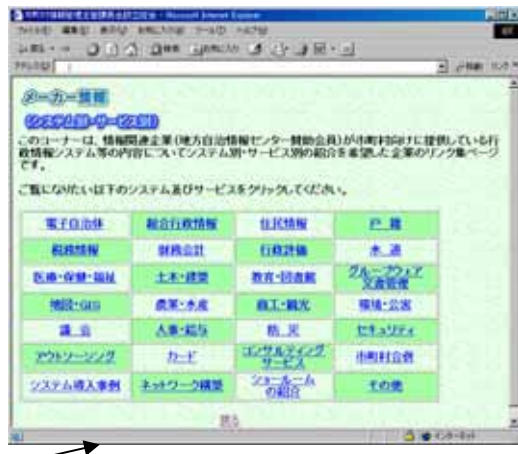 メーカー情報
(システム別・サービス別)
このコーナーは、情報関連企業(地方自治情報センター賛助会員)が市町村向けに提供している行
政情報システム等の内容についてシステム別・サービス別の紹介を希望した企業のリンク集ページ
です。
ご覧になりたい以下のシステム及びサービスをクリックしてください。
電子自治体 総合行政情報 住民情報 戸 籍
税務情報 財務会計 行政評価 水 道
医療・保健・福祉 土木・建築 教育・図書館 グループウェア
文書管理
地図・GIS 農業・水産 商工・観光 環境・公害
議 会 人事・給与 防 災 セキュリティ
アウトソーシング カード コンサルティング
サービス 市町村合併
システム導入事例 ネットワーク構築 ショールーム
の紹介 その他
戻る